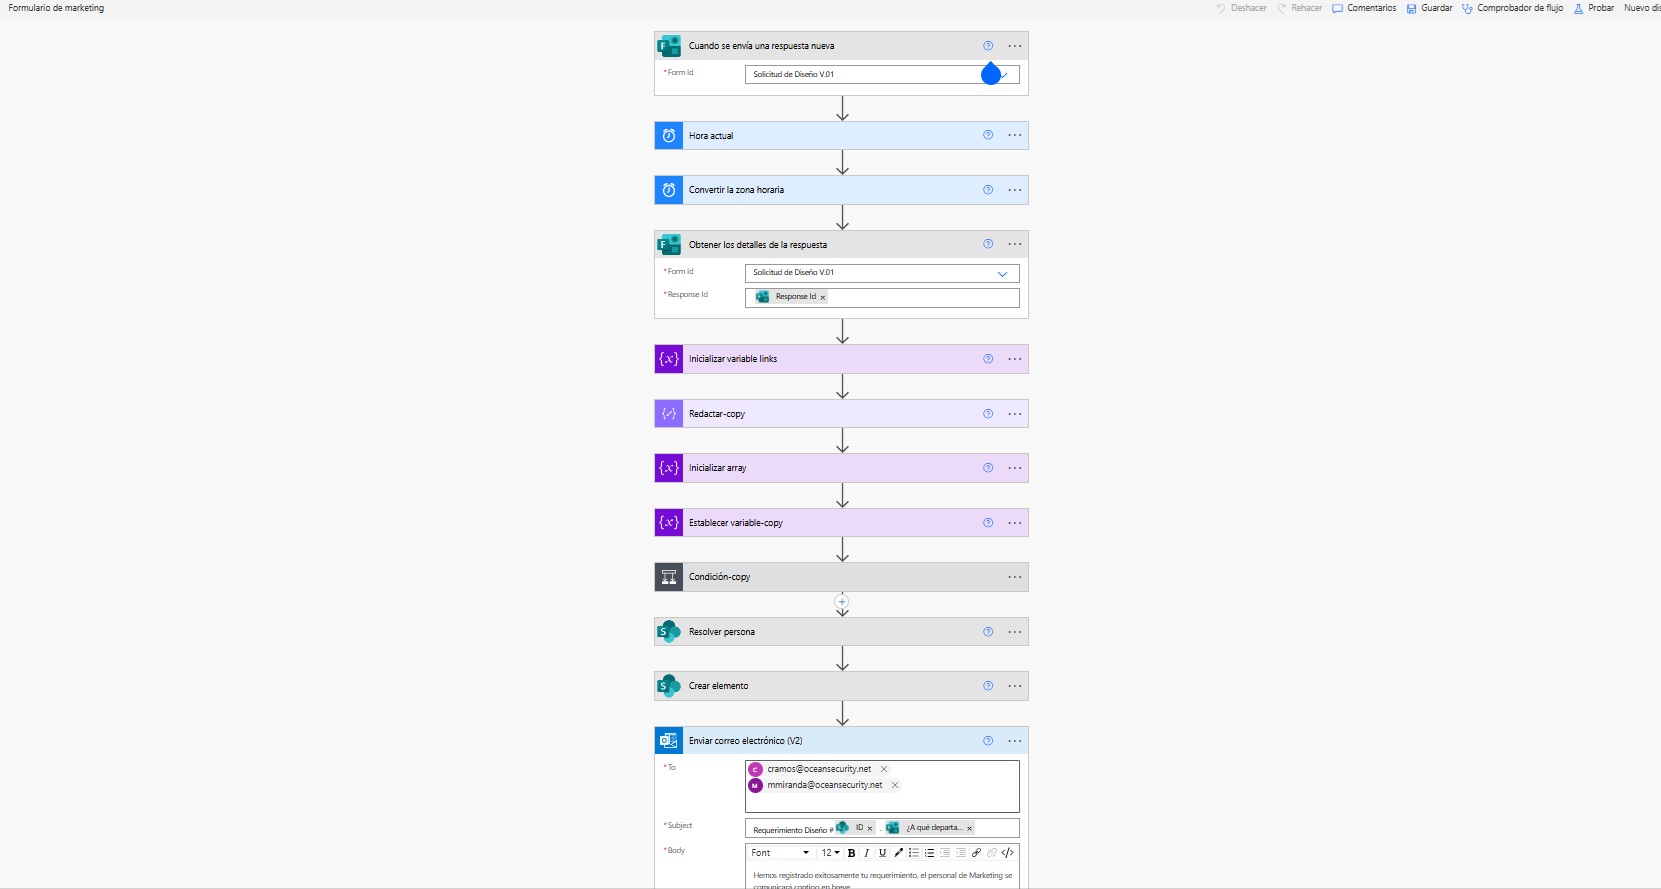 Formulario de marketing
Deshacer Rehacer Comentarios Guardar Comprobador de flujo Probar Nuevo
Cuando se envía una respuesta nueva
*Form Id Solicitud de Diseño V.01
Hora actual
Convertir la zona horaria
Obtener los detalles de la respuesta
*Form Id Solicitud de Diseño V.01
*Response Id Response Id ×
{x} Inicializar variable links
Redactar-copy
{x} Inicializar array
{x} Establecer variable-copy
Condición-copy
Resolver persona
Crear elemento
Enviar correo electrónico (V2)
*To C cramos@oceansecurity.net ×
M mmiranda@oceansecurity.net ×
*Subject Requerimiento Diseño # ID × - ¿A qué departa... ×
*Body Font 12 B I U </>
Hemos registrado exitosamente tu requerimiento, el personal de Marketing se
comunicará contigo en breve